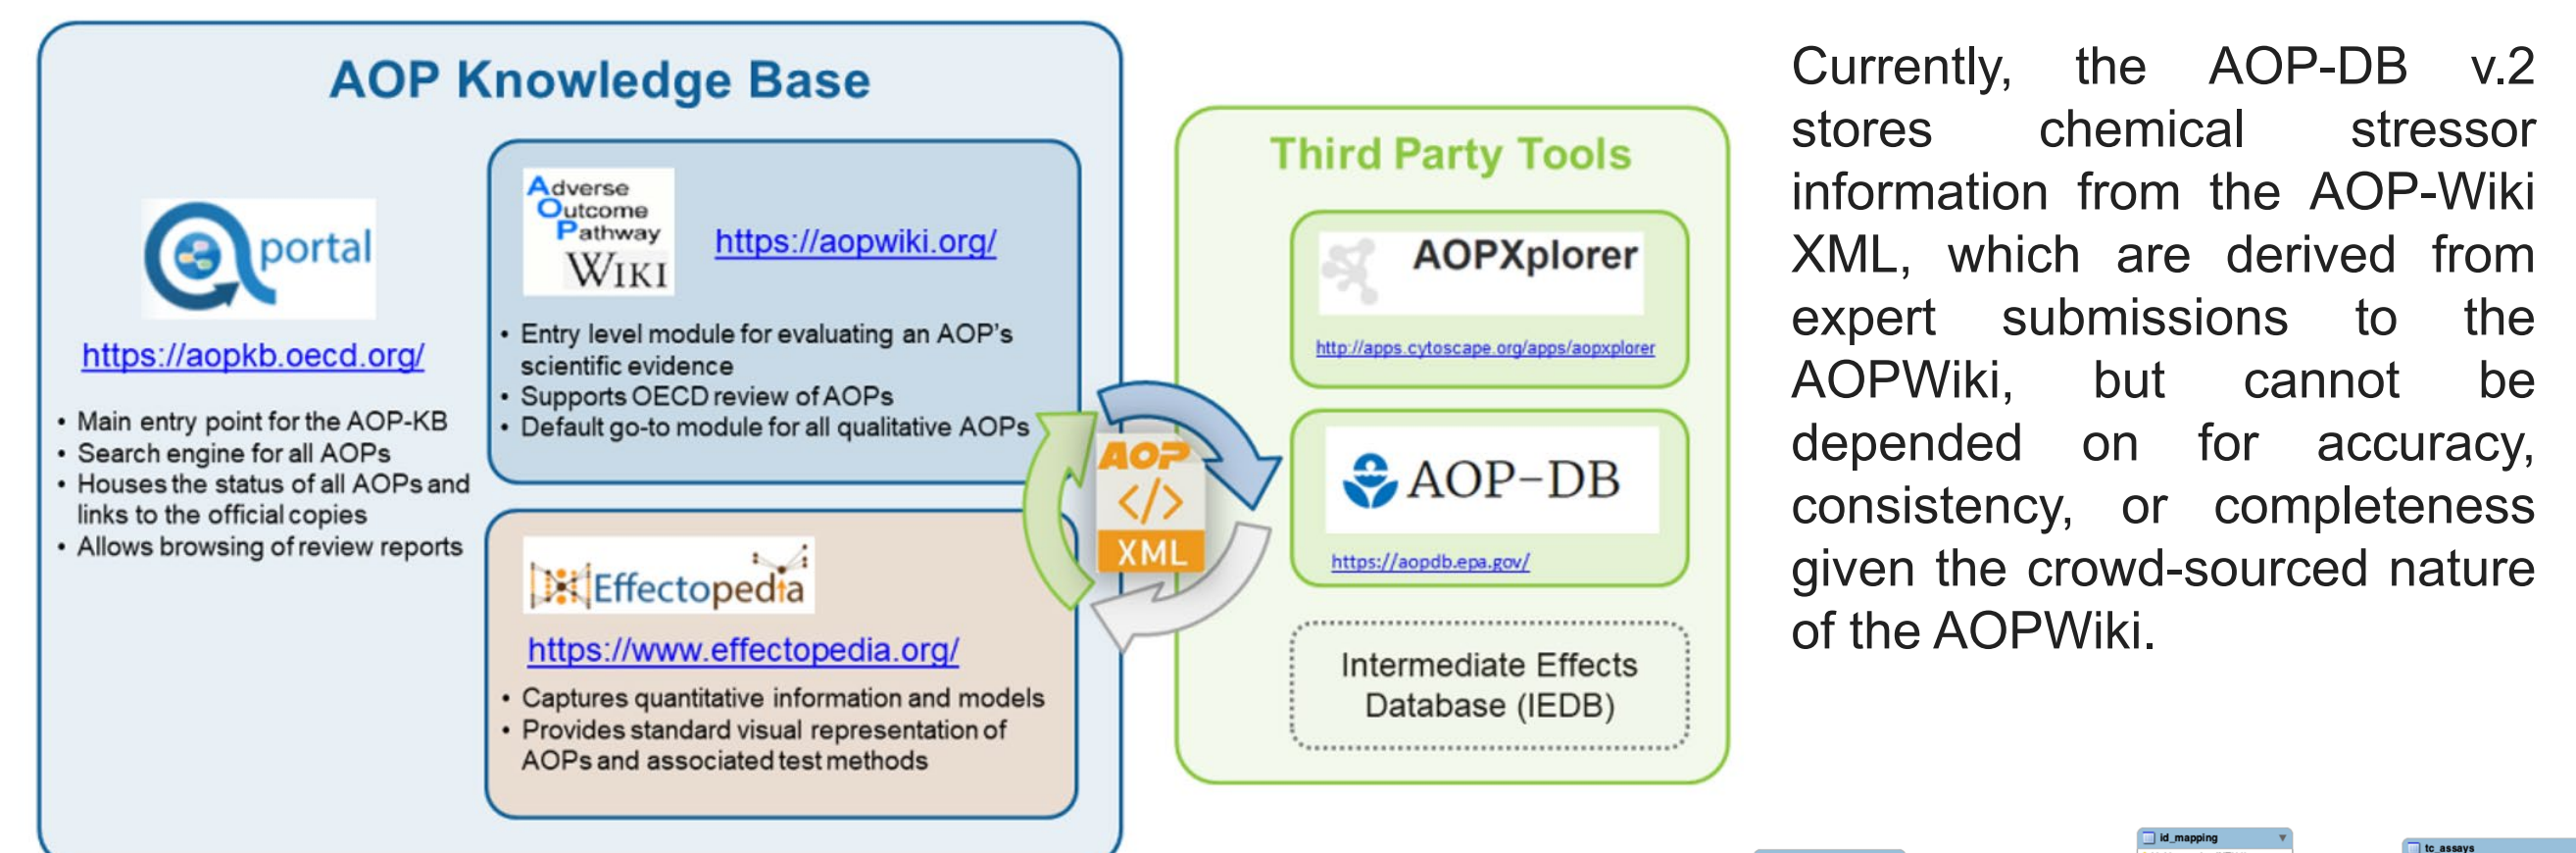 AOP Knowledge Base
portal
https://aopkb.oecd.org/
• Main entry point for the AOP-KB
• Search engine for all AOPs
• Houses the status of all AOPs and
links to the official copies
• Allows browsing of review reports
Adverse
Outcome
Pathway
WIKI
https://aopwiki.org/
• Entry level module for evaluating an AOP's
scientific evidence
• Supports OECD review of AOPs
• Default go-to module for all qualitative AOPs
Effectopedia
https://www.effectopedia.org/
• Captures quantitative information and models
• Provides standard visual representation of
AOPs and associated test methods
AOP
</>
XML
Third Party Tools
AOPXplorer
http://apps.cytoscape.org/apps/aopxplorer
AOP-DB
https://aopdb.epa.gov/
Intermediate Effects
Database (IEDB)
Currently, the AOP-DB v.2
stores chemical stressor
information from the AOP-Wiki
XML, which are derived from
expert submissions to the
AOPWiki, but cannot be
depended on for accuracy,
consistency, or completeness
given the crowd-sourced nature
of the AOPWiki.
id_mapping
tc_assays